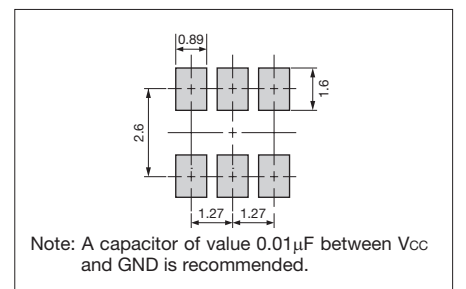 0.89
1.6
2.6
1.27 1.27
Note: A capacitor of value 0.01μF between Vcc
and GND is recommended.